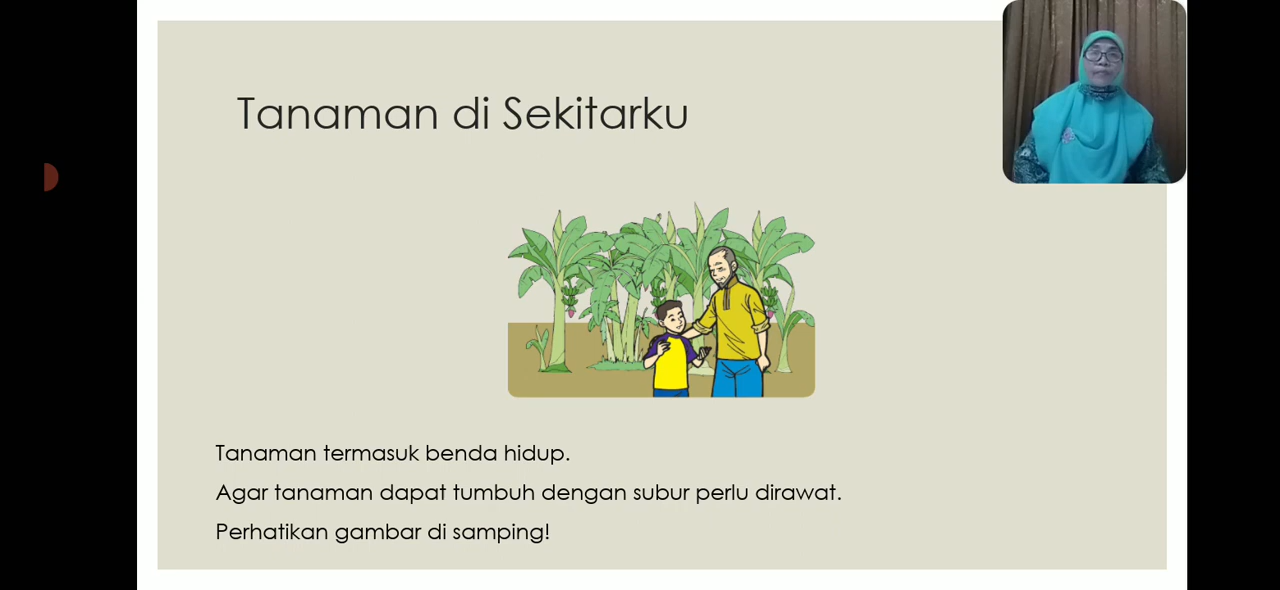 Tanaman di Sekitarku
Tanaman termasuk benda hidup.
Agar tanaman dapat tumbuh dengan subur perlu dirawat.
Perhatikan gambar di samping!